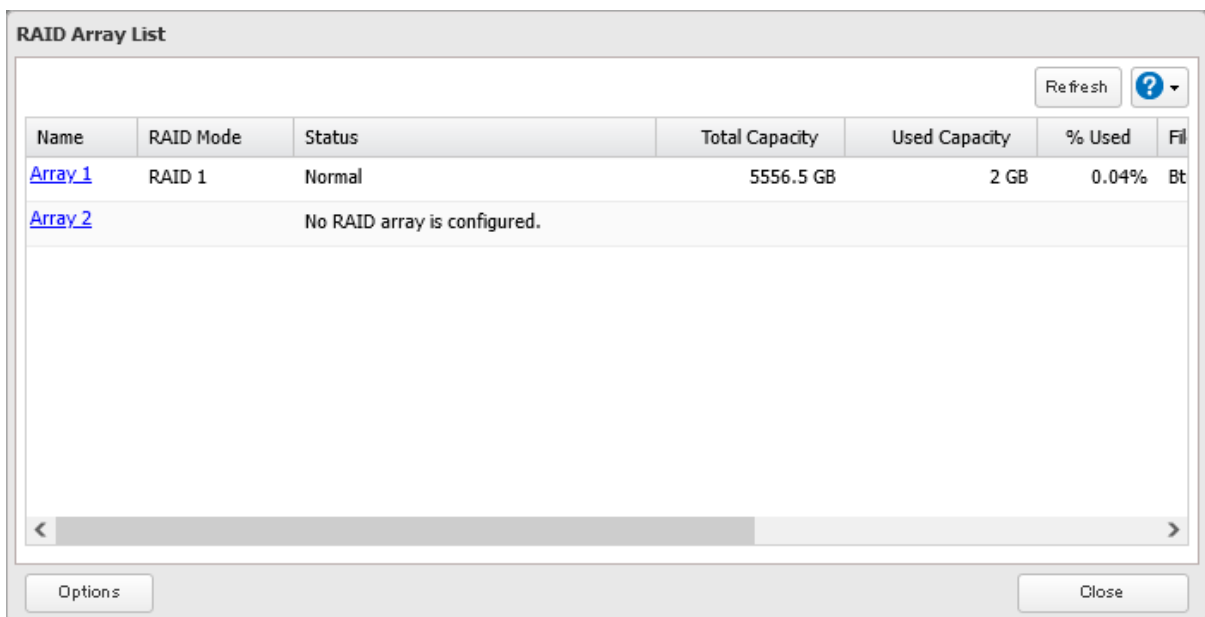 RAID Array List
Refresh ?
Name RAID Mode Status Total Capacity Used Capacity % Used Fil
Array 1 RAID 1 Normal 5556.5 GB 2 GB 0.04% Bt
Array 2 No RAID array is configured.
Options Close